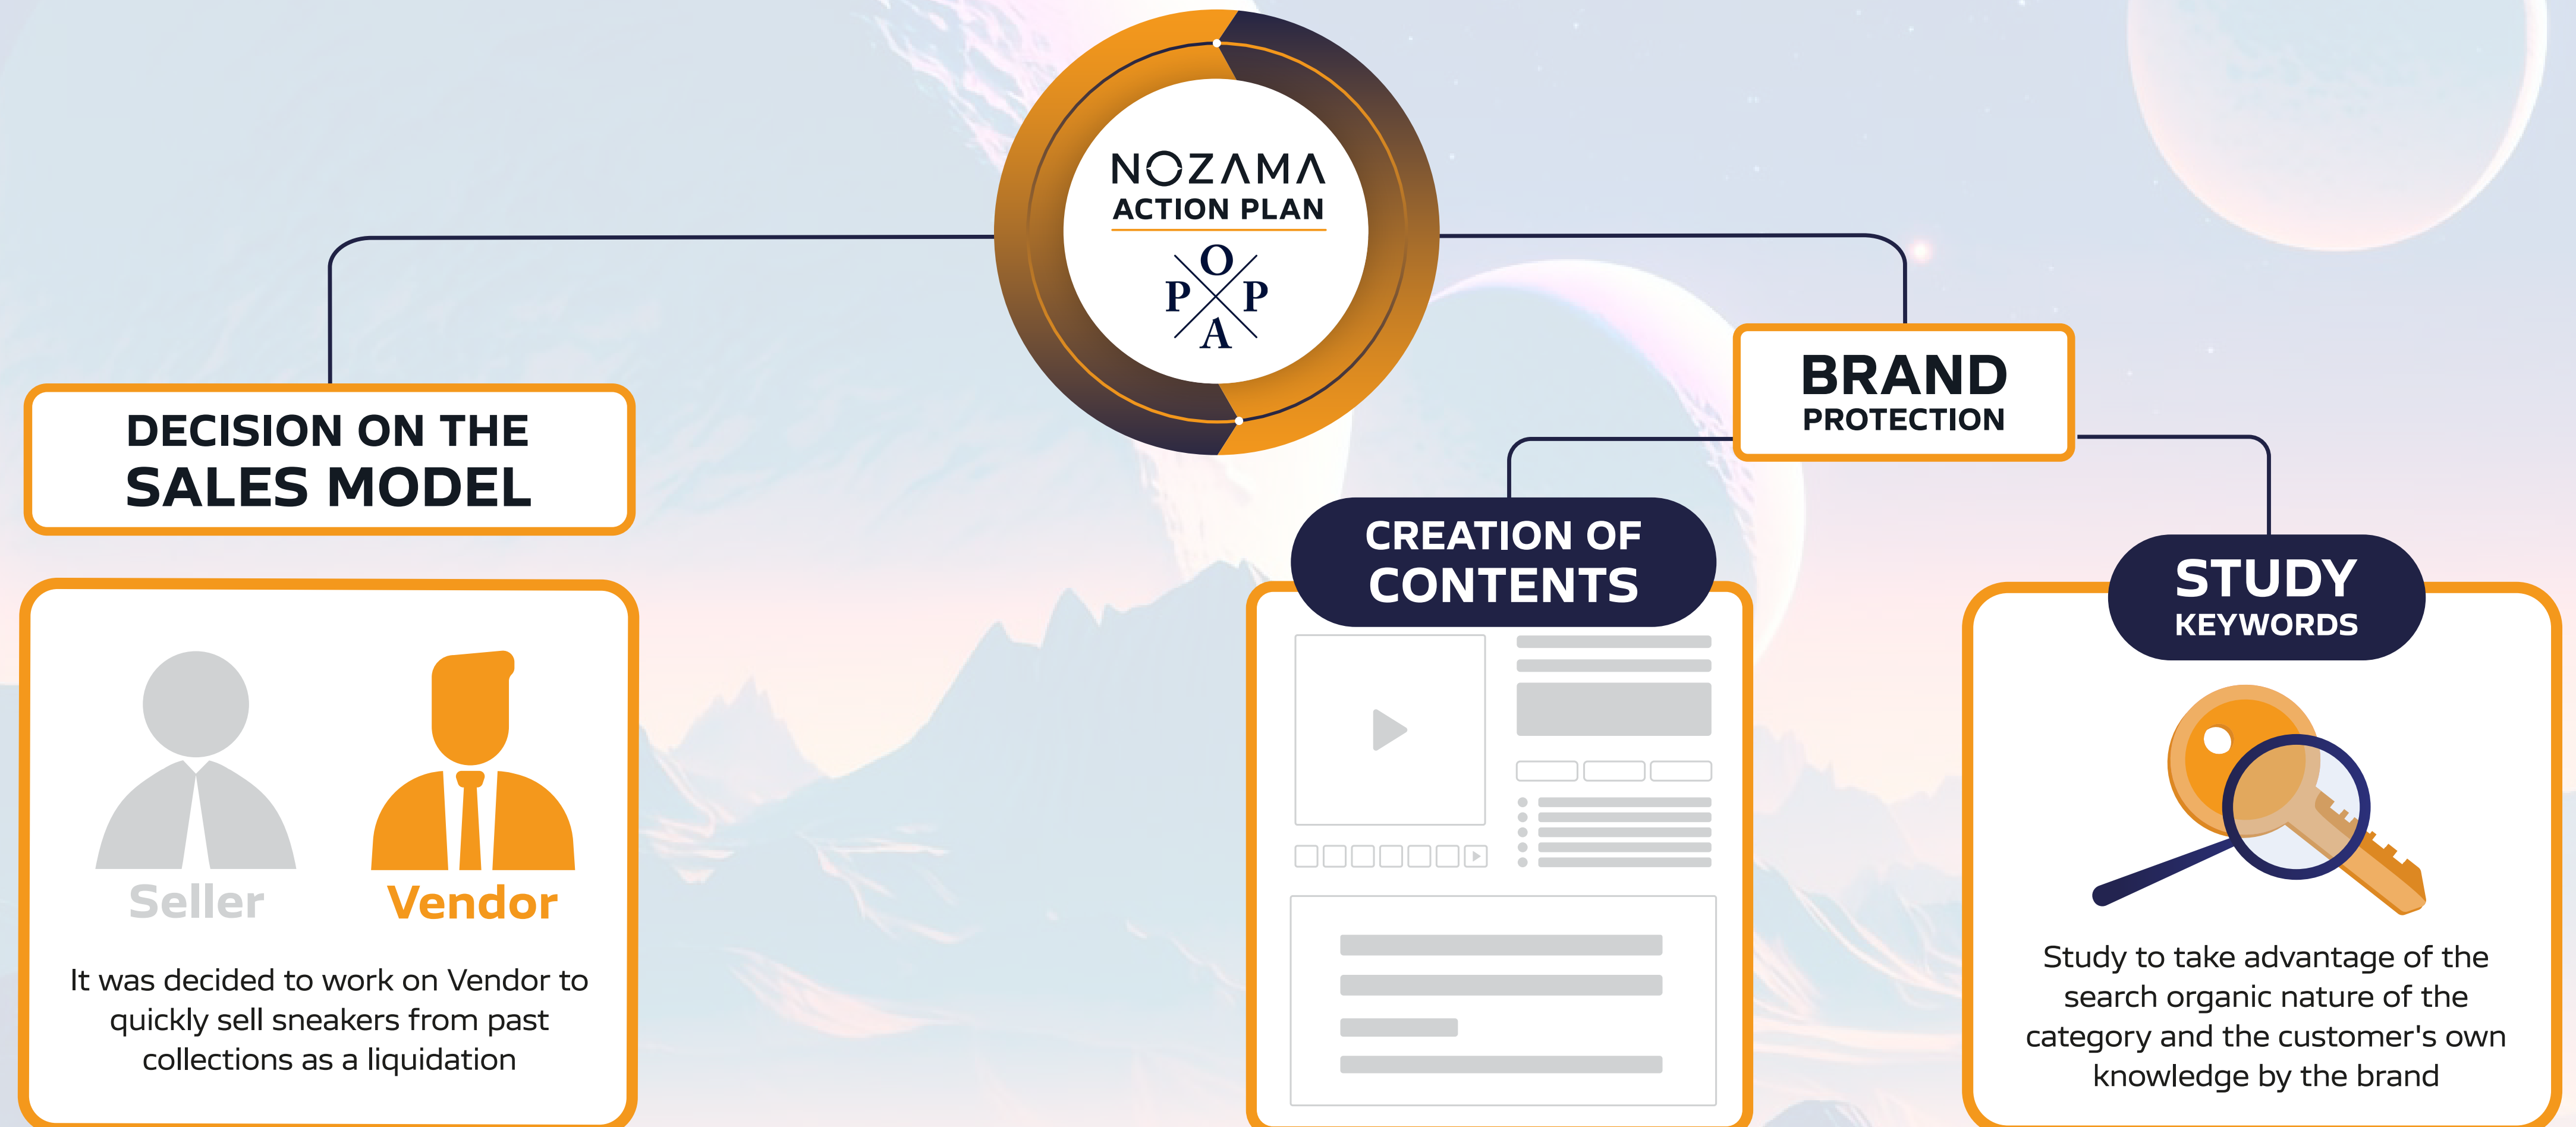 NOZAMA
ACTION PLAN
O
P P
A
DECISION ON THE
SALES MODEL
Seller
Vendor
It was decided to work on Vendor to
quickly sell sneakers from past
collections as a liquidation
BRAND
PROTECTION
CREATION OF
CONTENTS
STUDY
KEYWORDS
Study to take advantage of the
search organic nature of the
category and the customer's own
knowledge by the brand